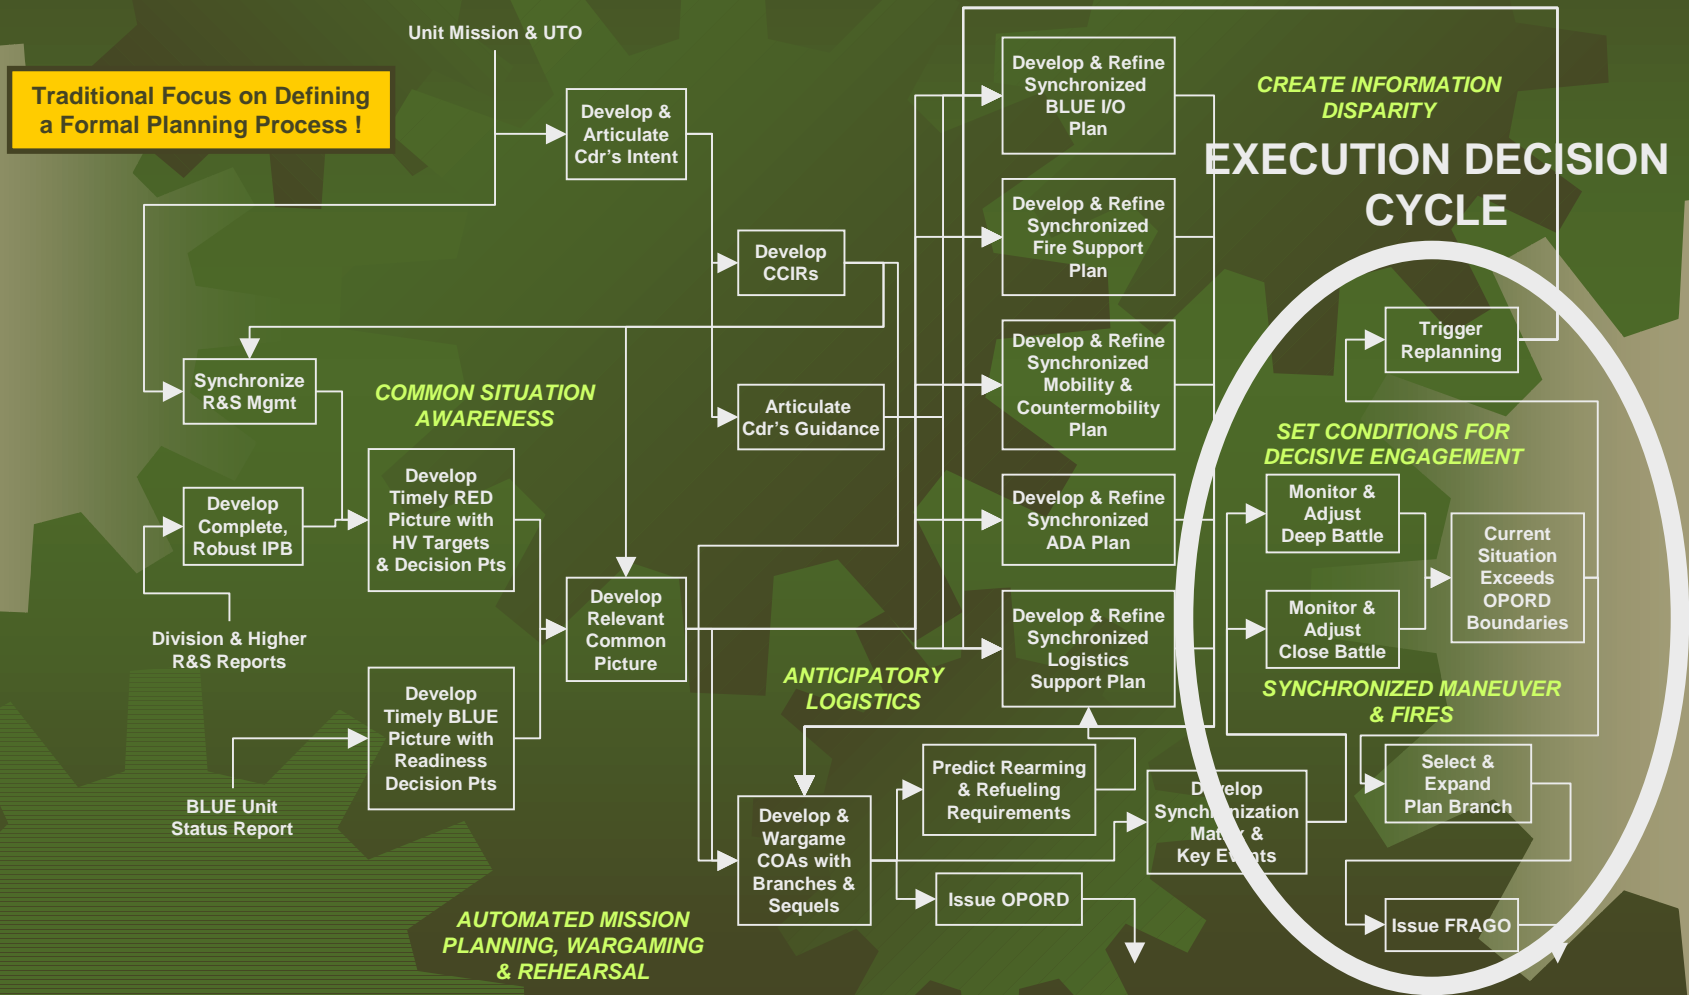 Unit Mission & UTO
Traditional Focus on Defining
a Formal Planning Process !
Develop &
Articulate
Cdr's Intent
Develop
CCIRs
Synchronize
R&S Mgmt
COMMON SITUATION
AWARENESS
Articulate
Cdr's Guidance
Develop
Complete,
Robust IPB
Develop
Timely RED
Picture with
HV Targets
& Decision Pts
Division & Higher
R&S Reports
Develop
Relevant
Common
Picture
Develop
Timely BLUE
Picture with
Readiness
Decision Pts
BLUE Unit
Status Report
Develop & Refine
Synchronized
BLUE I/O
Plan
Develop & Refine
Synchronized
Fire Support
Plan
Develop & Refine
Synchronized
Mobility &
Countermobility
Plan
Develop & Refine
Synchronized
ADA Plan
Develop & Refine
Synchronized
Logistics
Support Plan
ANTICIPATORY
LOGISTICS
Predict Rearming
& Refueling
Requirements
Develop &
Wargame
COAs with
Branches &
Sequels
Issue OPORD
AUTOMATED MISSION
PLANNING, WARGAMING
& REHEARSAL
Develop
Synchronization
Matrix &
Key Events
CREATE INFORMATION
DISPARITY
EXECUTION DECISION
CYCLE
Trigger
Replanning
SET CONDITIONS FOR
DECISIVE ENGAGEMENT
Monitor &
Adjust
Deep Battle
Current
Situation
Exceeds
OPORD
Boundaries
Monitor &
Adjust
Close Battle
SYNCHRONIZED MANEUVER
& FIRES
Select &
Expand
Plan Branch
Issue FRAGO